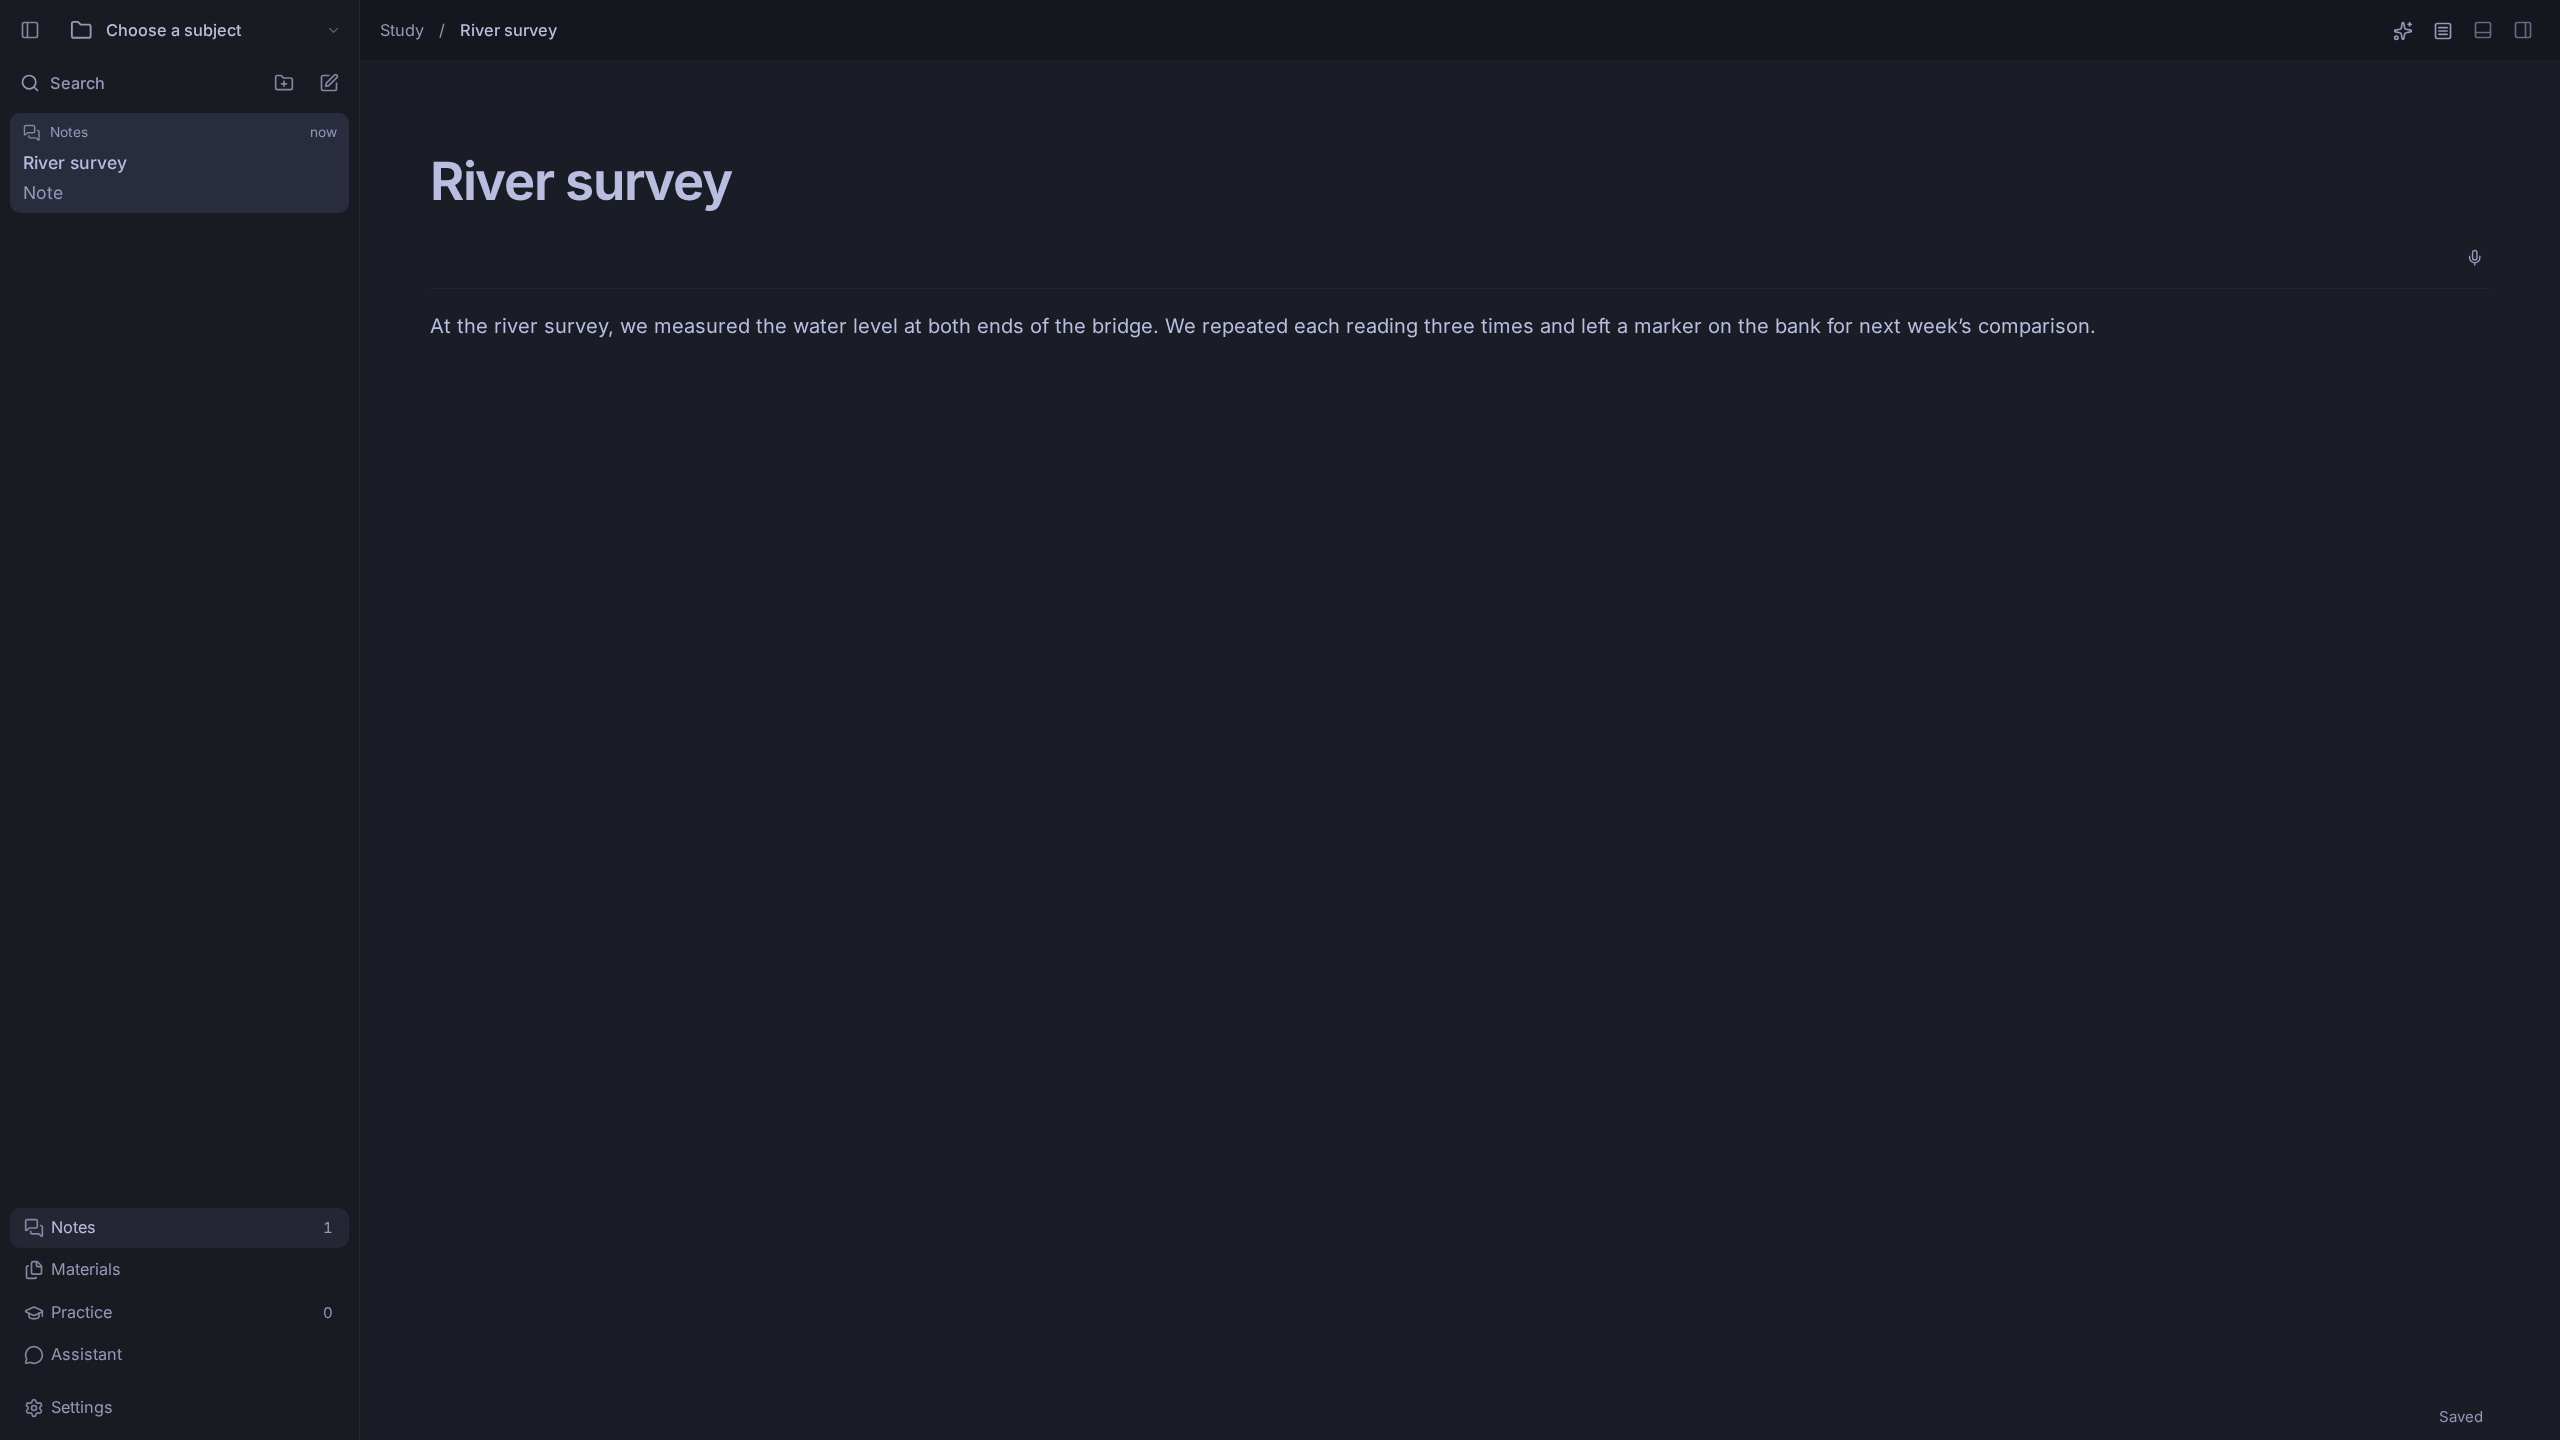 Choose a subject
Search
Notes now
River survey
Note
Notes 1
Materials
Practice 0
Assistant
Settings
Study / River survey
River survey
At the river survey, we measured the water level at both ends of the bridge. We repeated each reading three times and left a marker on the bank for next week’s comparison.
Saved